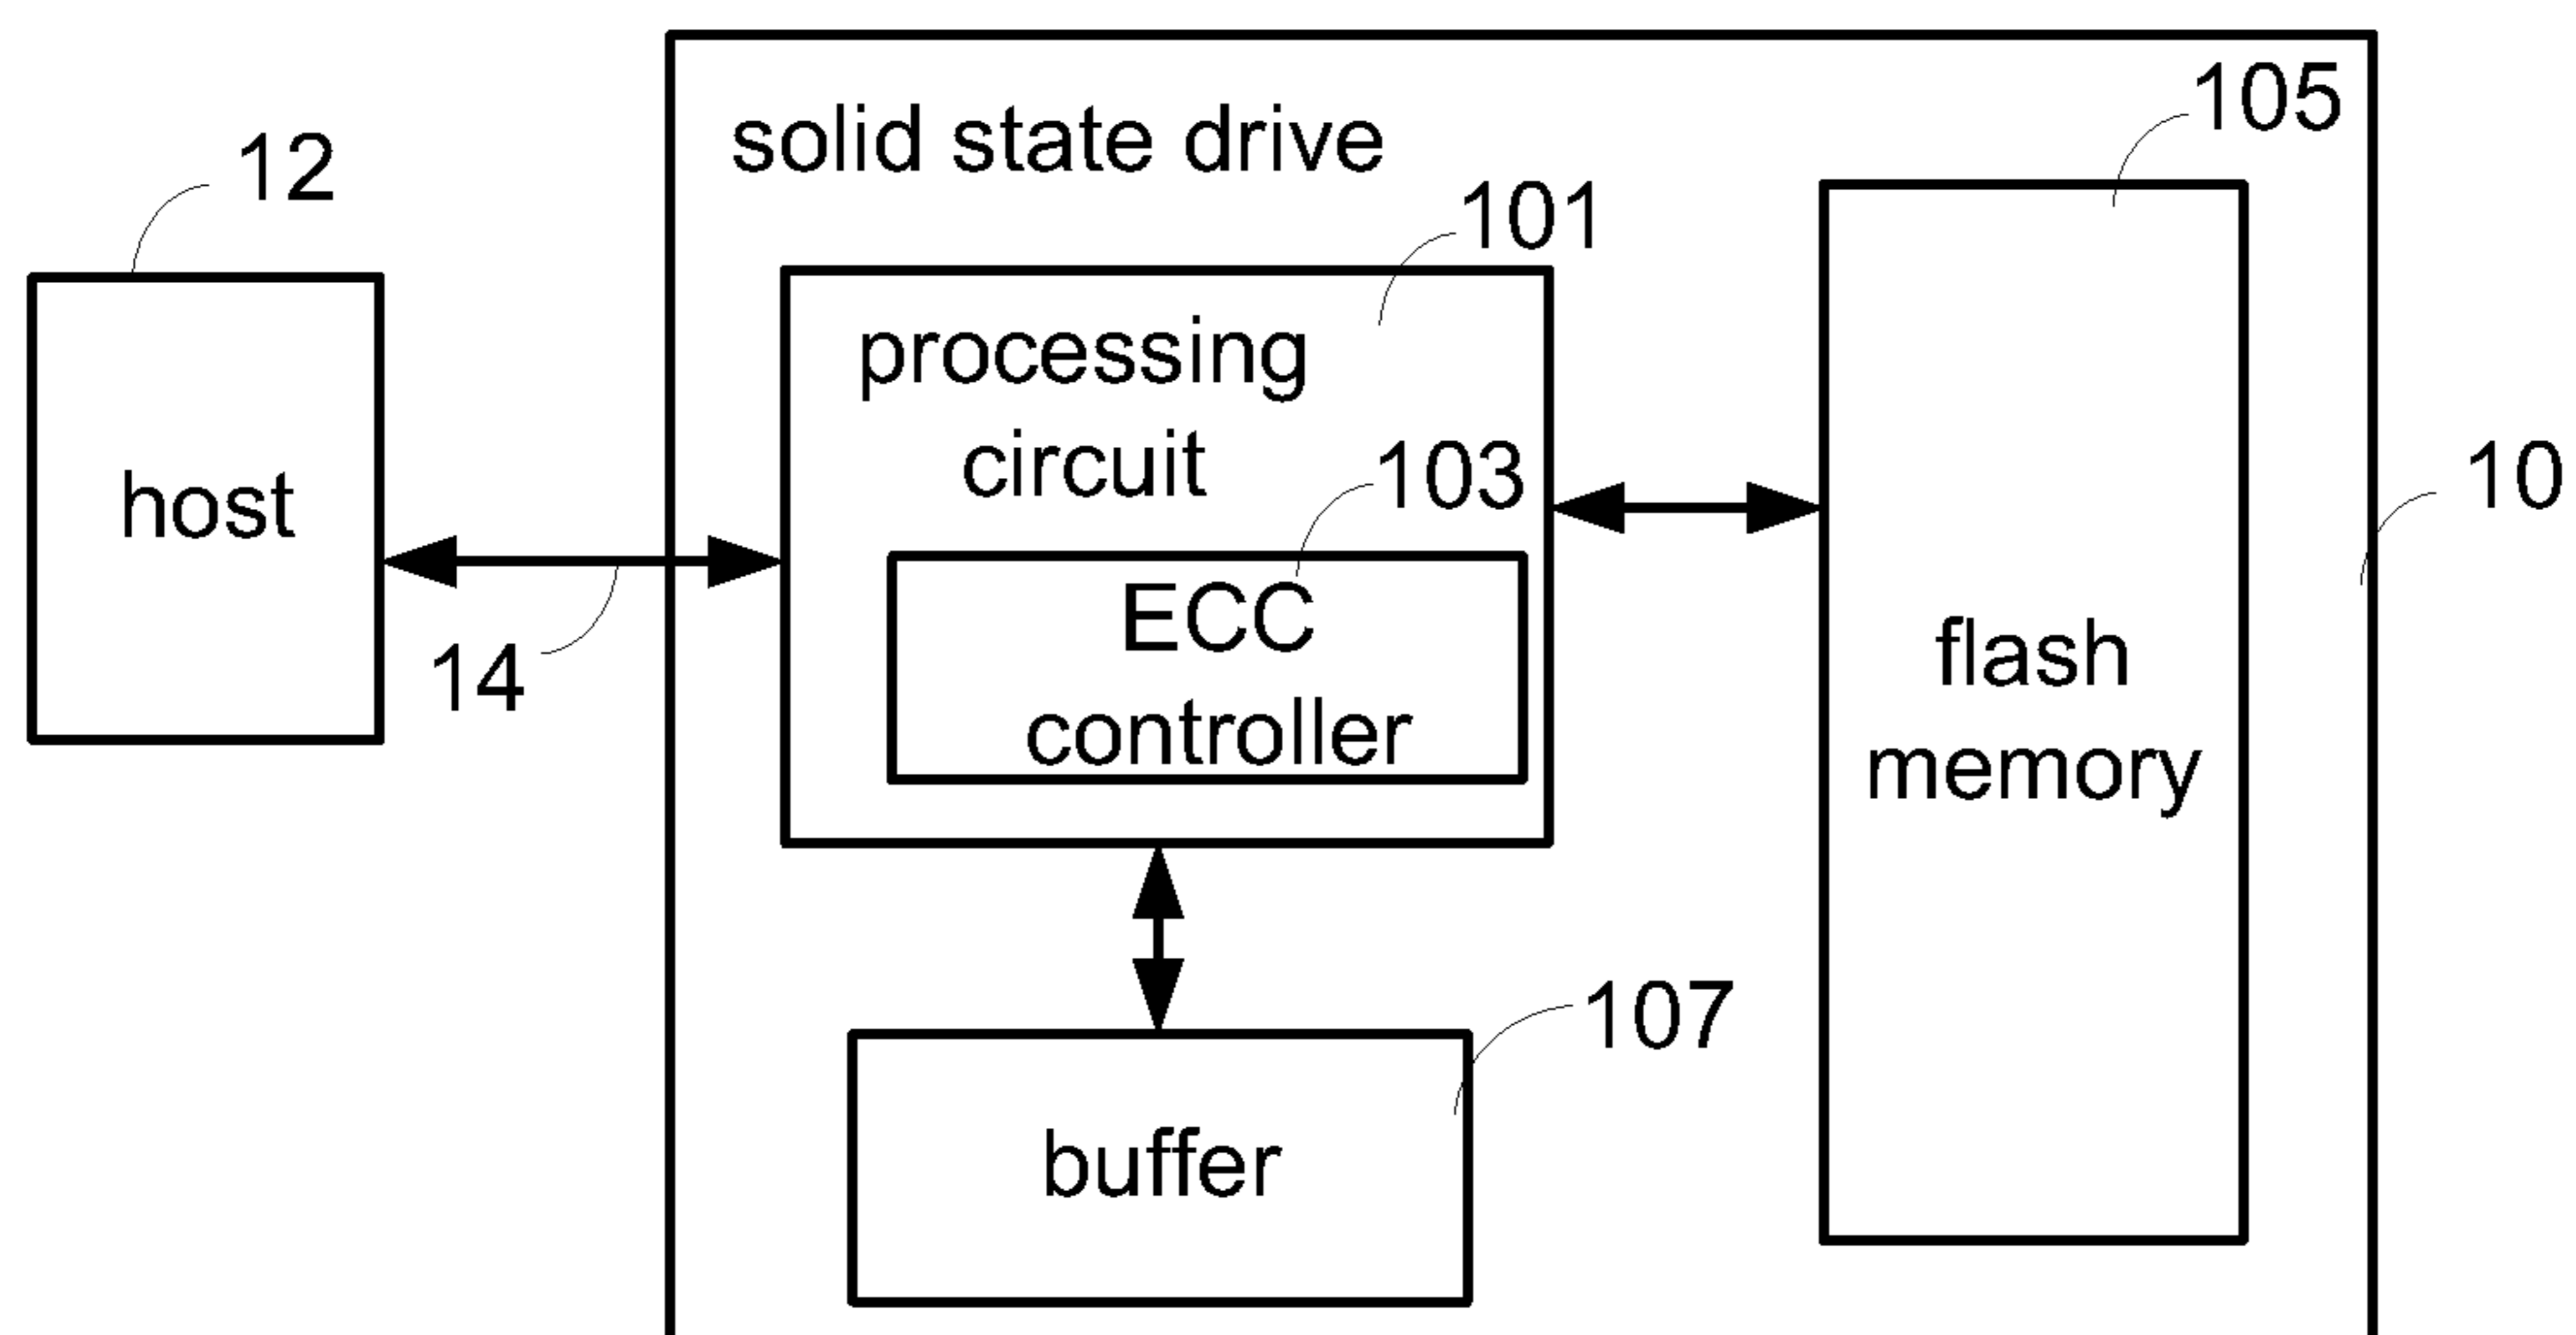 solid state drive
105
12
101
processing
circuit
103
10
host
ECC
controller
14
flash
memory
107
buffer